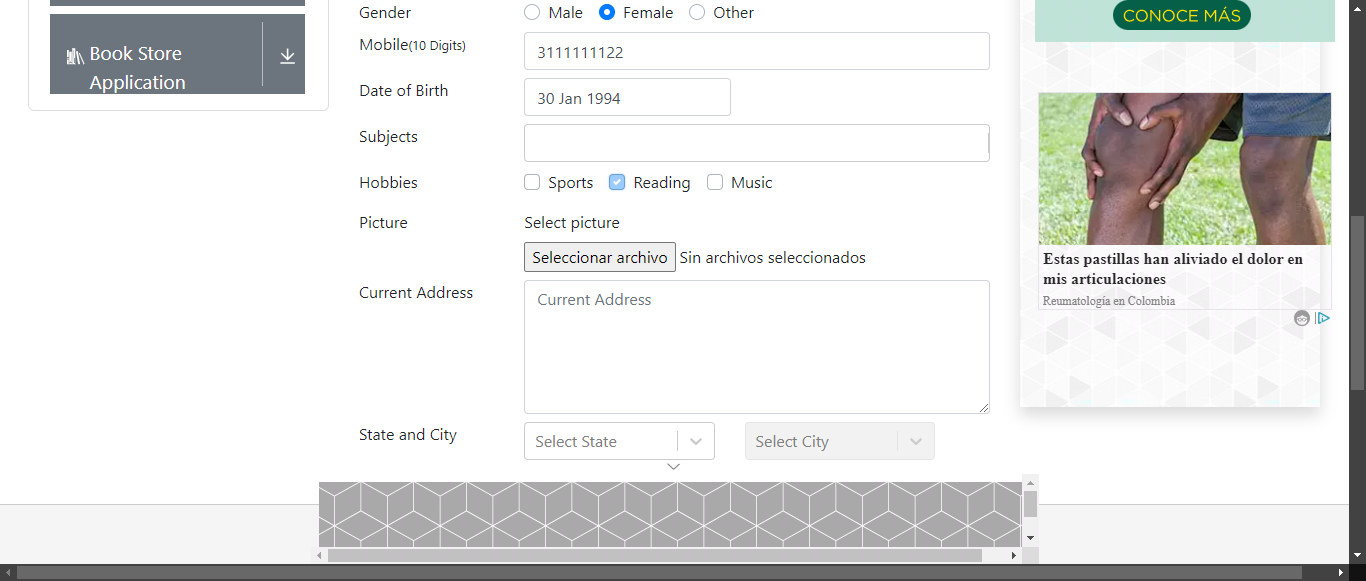 Book Store
Application
Gender Male Female Other
Mobile(10 Digits) 3111111122
Date of Birth 30 Jan 1994
Subjects
Hobbies Sports Reading Music
Picture Select picture
Seleccionar archivo Sin archivos seleccionados
Current Address Current Address
State and City Select State Select City
CONOCE MÁS
Estas pastillas han aliviado el dolor en
mis articulaciones
Reumatología en Colombia